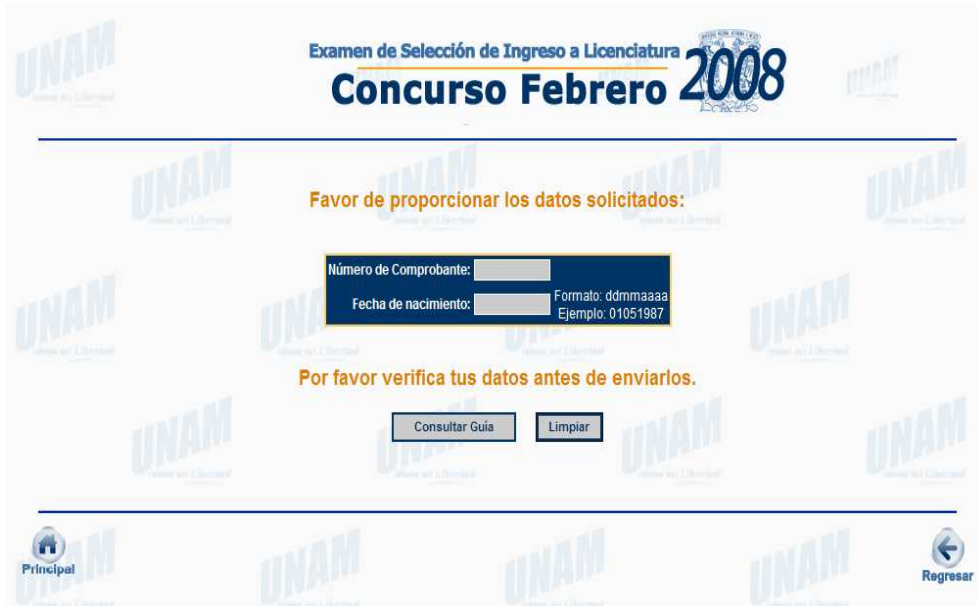 Examen de Selección de Ingreso a Licenciatura
Concurso Febrero 2008
Favor de proporcionar los datos solicitados:
Número de Comprobante:
Fecha de nacimiento:
Formato: ddmmaaaa
Ejemplo: 01051987
Por favor verifica tus datos antes de enviarlos.
Consultar Guía
Limpiar
Principal
Regresar
UNAM